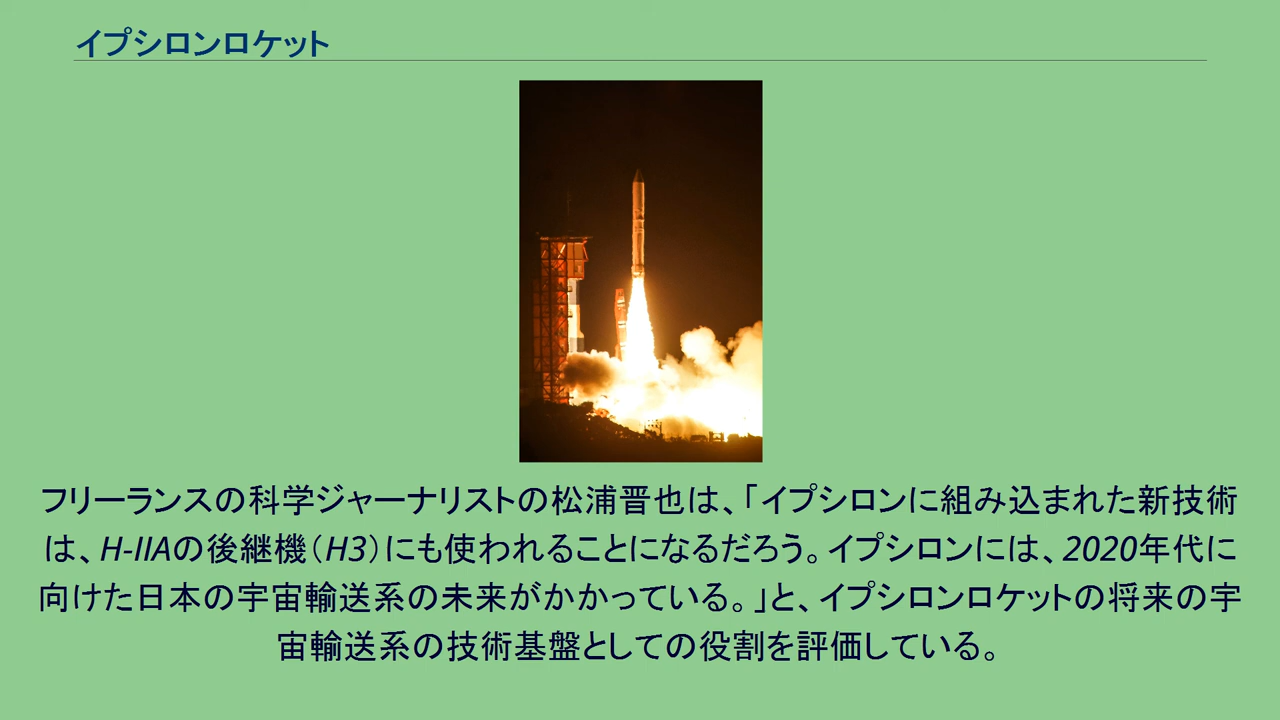 イプシロンロケット
フリーランスの科学ジャーナリストの松浦晋也は、「イプシロンに組み込まれた新技術
は、H-IIAの後継機（H3）にも使われることになるだろう。イプシロンには、2020年代に
向けた日本の宇宙輸送系の未来がかかっている。」と、イプシロンロケットの将来の宇
宙輸送系の技術基盤としての役割を評価している。